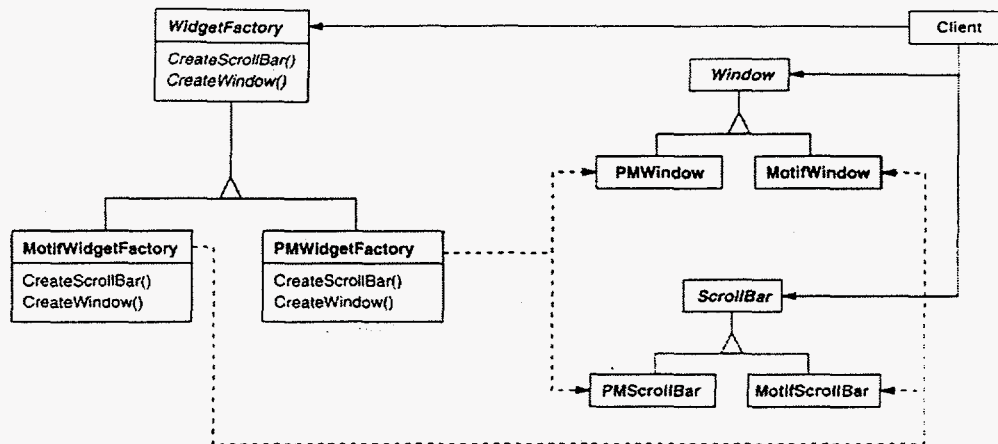 WidgetFactory
CreateScrollBar()
CreateWindow()
Client
Window
PMWindow
MotifWindow
MotifWidgetFactory
CreateScrollBar()
CreateWindow()
PMWidgetFactory
CreateScrollBar()
CreateWindow()
ScrollBar
PMScrollBar
MotifScrollBar